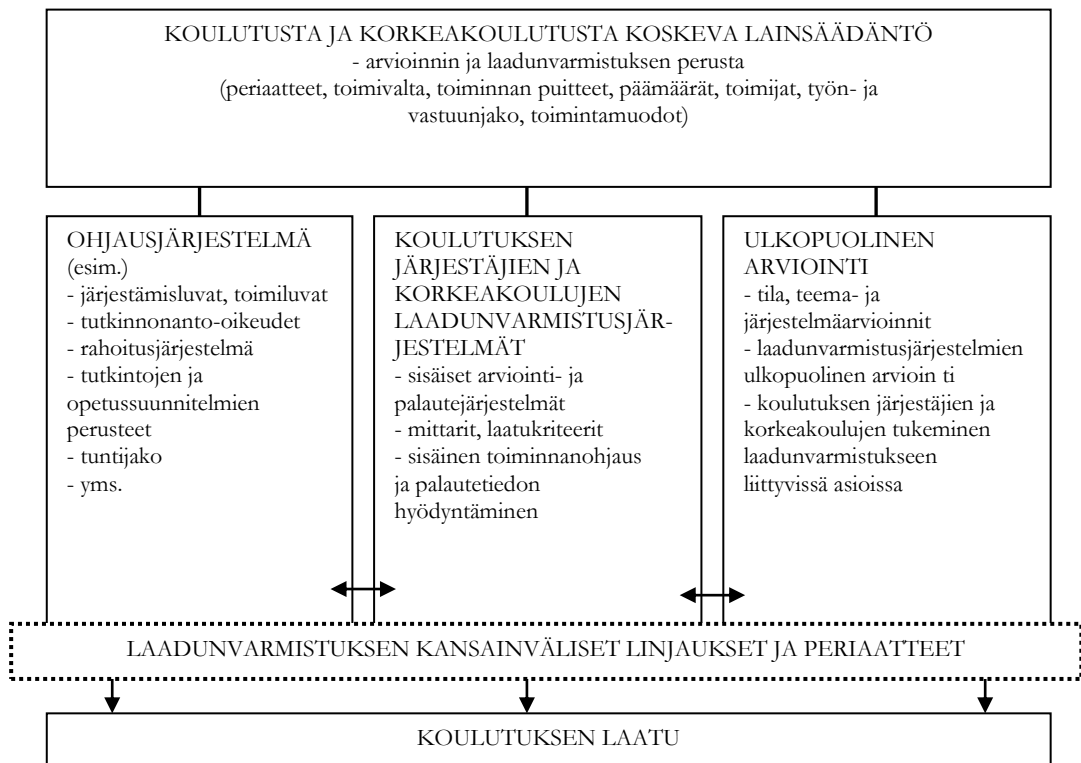 KOULUTUSTA JA KORKEAKOULUTUSTA KOSKEVA LAINSÄÄDÄNTÖ
- arvioinnin ja laadunvarmistuksen perusta
(periaatteet, toimivalta, toiminnan puitteet, päämäärät, toimijat, työn- ja
vastuunjako, toimintamuodot)
OHJAUSJÄRJESTELMÄ
(esim.)
- järjestämisluvat, toimiluvat
- tutkinnonanto-oikeudet
- rahoitusjärjestelmä
- tutkintojen ja
opetussuunnitelmien
perusteet
- tuntijako
- yms.
KOULUTUKSEN
JÄRJESTÄJIEN JA
KORKEAKOULUJEN
LAADUNVARMISTUSJÄR-
JESTELMÄT
- sisäiset arviointi- ja
palautejärjestelmät
- mittarit, laatukriteerit
- sisäinen toiminnanohjaus
ja palautetiedon
hyödyntäminen
ULKOPUOLINEN
ARVIOINTI
- tila, teema- ja
järjestelmäarvioinnit
- laadunvarmistusjärjestelmien
ulkopuolinen arvioin ti
- koulutuksen järjestäjien ja
korkeakoulujen tukeminen
laadunvarmistukseen
liittyvissä asioissa
LAADUNVARMISTUKSEN KANSAINVÄLISET LINJAUKSET JA PERIAATTEET
KOULUTUKSEN LAATU